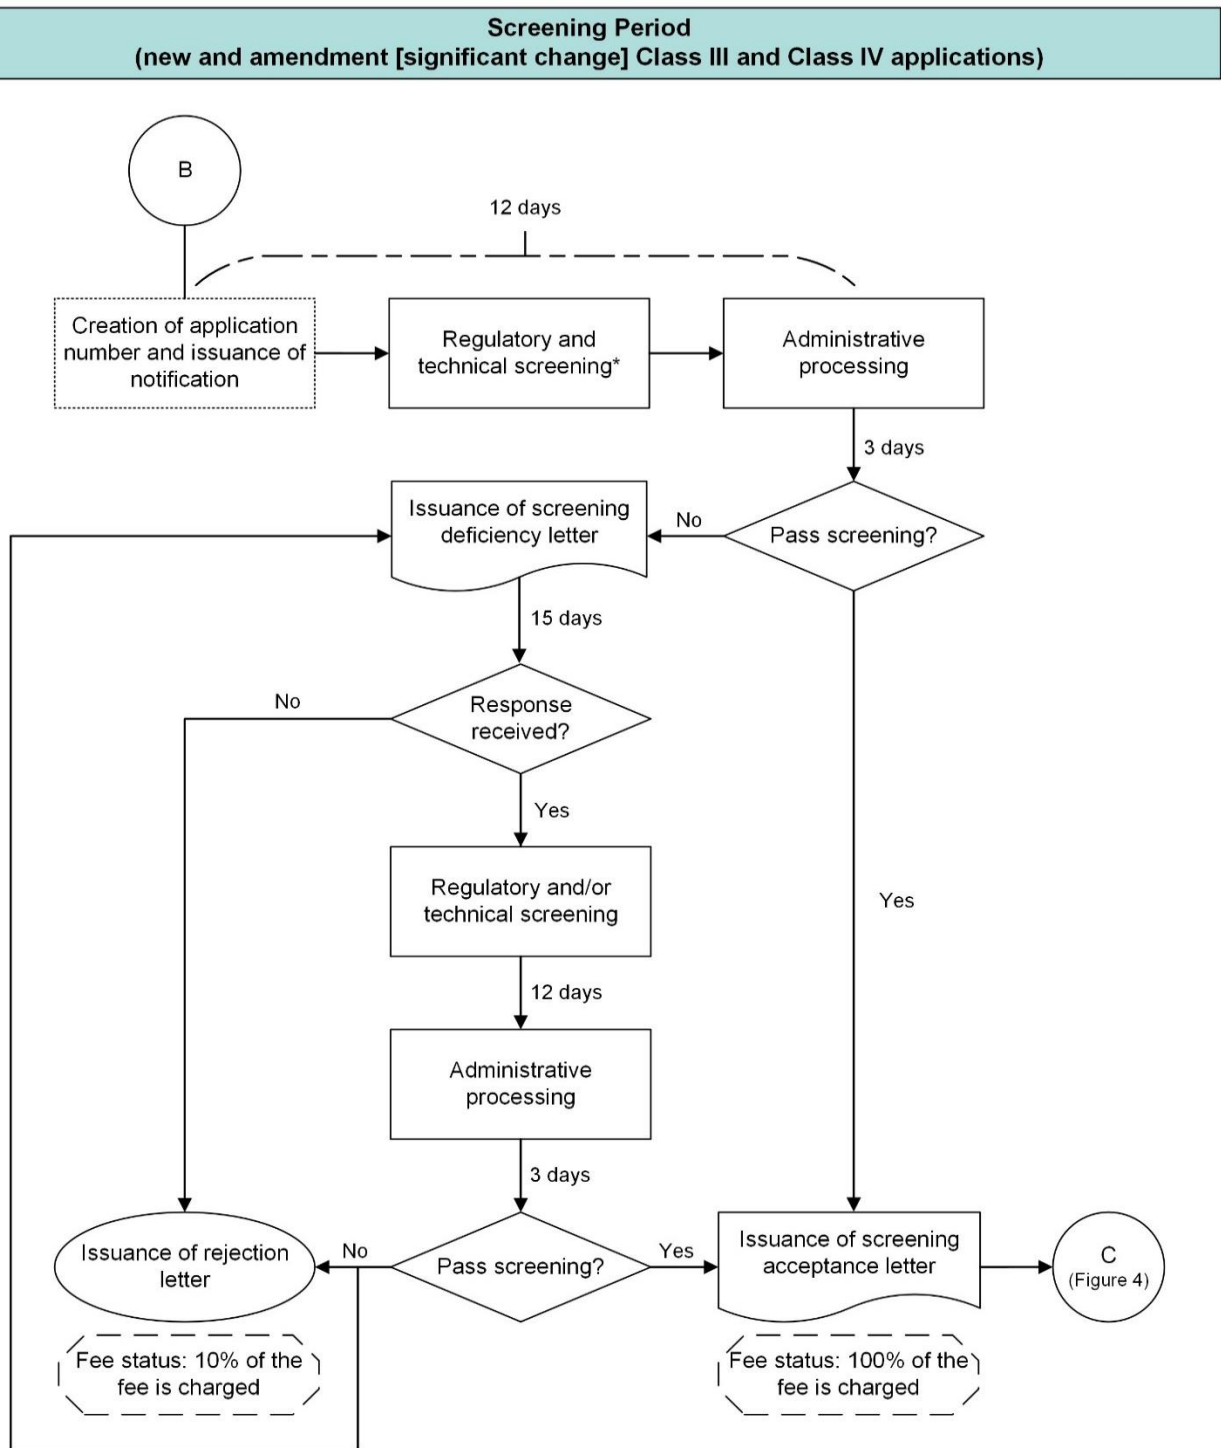 Screening Period
(new and amendment [significant change] Class III and Class IV applications)
B
12 days
Creation of application
number and issuance of
notification
Regulatory and
technical screening*
Administrative
processing
3 days
Issuance of screening
deficiency letter
No
Pass screening?
15 days
No
Response
received?
Yes
Regulatory and/or
technical screening
Yes
12 days
Administrative
processing
3 days
Issuance of rejection
letter
No
Pass screening?
Yes
Issuance of screening
acceptance letter
C
(Figure 4)
Fee status: 10% of the
fee is charged
Fee status: 100% of the
fee is charged